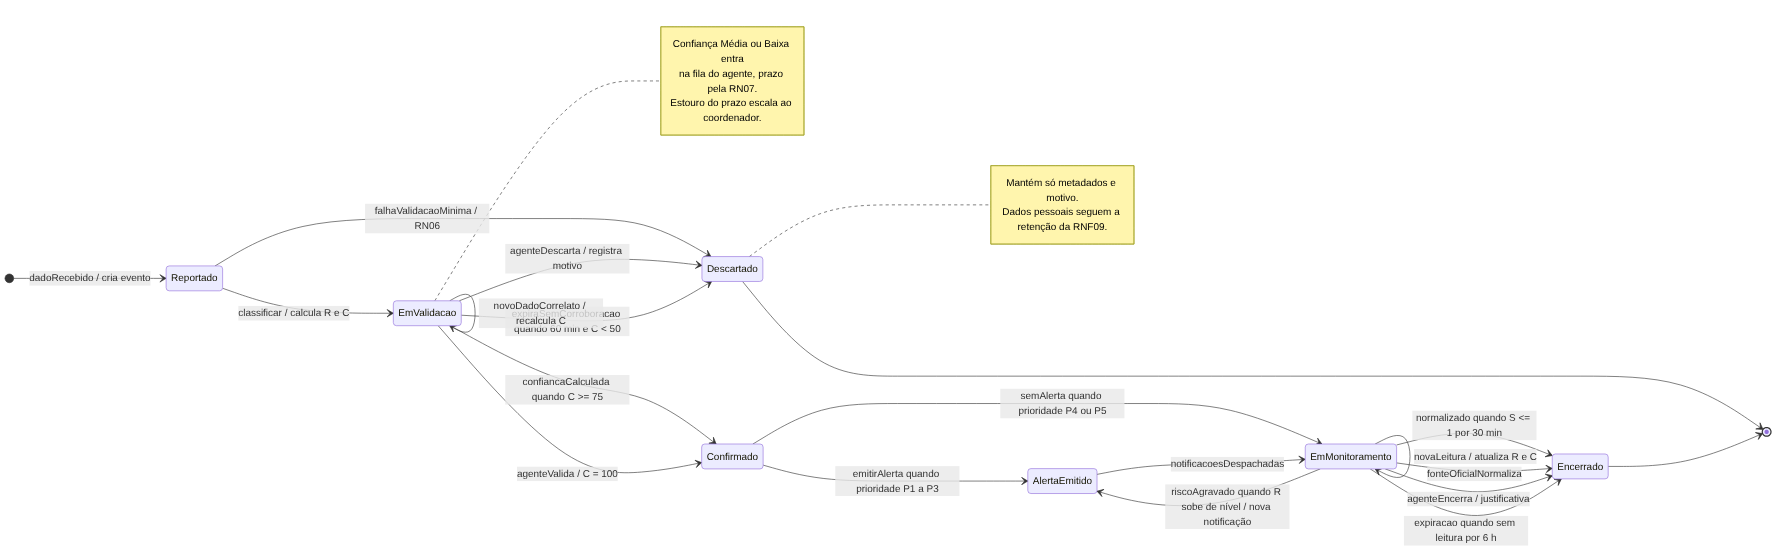 Confiança Média ou Baixa
entra
na fila do agente, prazo
pela RN07.
Estouro do prazo escala ao
coordenador.
Mantém só metadados e
motivo.
Dados pessoais seguem a
retenção da RNF09.
falhaValidacaoMinima /
RN06
dadoRecebido / cria evento
Reportado
classificar / calcula R e C
EmValidacao
agenteDescarta / registra
motivo
Descartado
novoDadoCorrelato /
recalcula C
expiraSemCorroboracao
quando 60 min e C < 50
confiancaCalculada
quando C >= 75
agenteValida / C = 100
Confirmado
semAlerta quando
prioridade P4 ou P5
emitirAlerta quando
prioridade P1 a P3
AlertaEmitido
notificacoesDespachadas
riscoAgravado quando R
sobe de nível / nova
notificação
EmMonitoramento
normalizado quando S <=
1 por 30 min
novaLeitura / atualiza R e C
fonteOficialNormaliza
agenteEncerra / justificativa
expiracao quando sem
leitura por 6 h
Encerrado